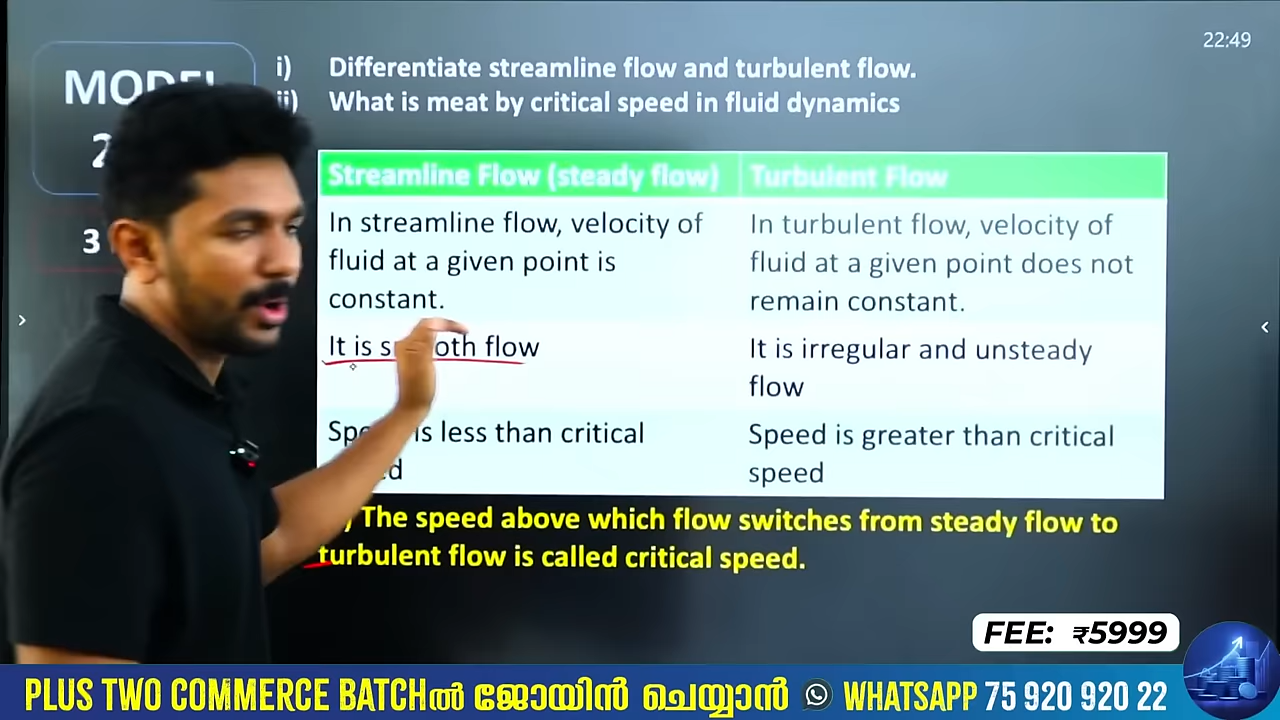 22:49
MODEL
2
3
i) Differentiate streamline flow and turbulent flow.
ii) What is meat by critical speed in fluid dynamics
Streamline Flow (steady flow) Turbulent Flow
In streamline flow, velocity of
fluid at a given point is
constant.
In turbulent flow, velocity of
fluid at a given point does not
remain constant.
It is smooth flow
It is irregular and unsteady
flow
Speed is less than critical
speed
Speed is greater than critical
speed
The speed above which flow switches from steady flow to
turbulent flow is called critical speed.
FEE: ₹5999
PLUS TWO COMMERCE BATCHൽ ജോയിൻ ചെയ്യാൻ WHATSAPP 75 920 920 22